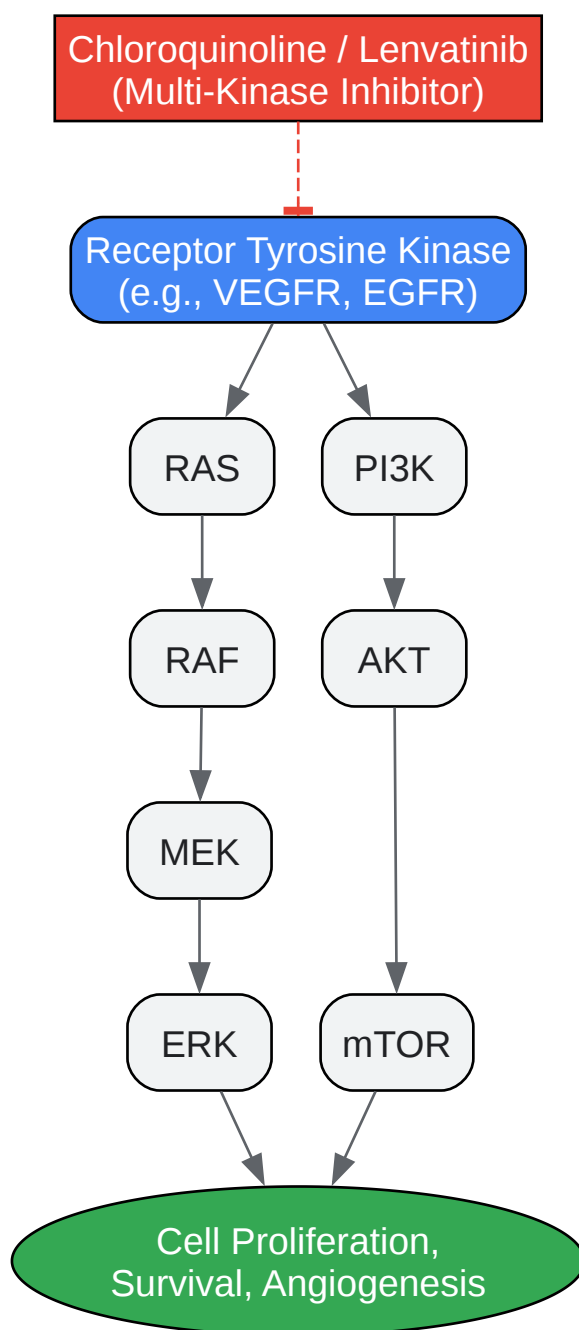 Chloroquinoline / Lenvatinib
(Multi-Kinase Inhibitor)
Receptor Tyrosine Kinase
(e.g., VEGFR, EGFR)
RAS
PI3K
RAF
AKT
MEK
ERK
mTOR
Cell Proliferation,
Survival, Angiogenesis